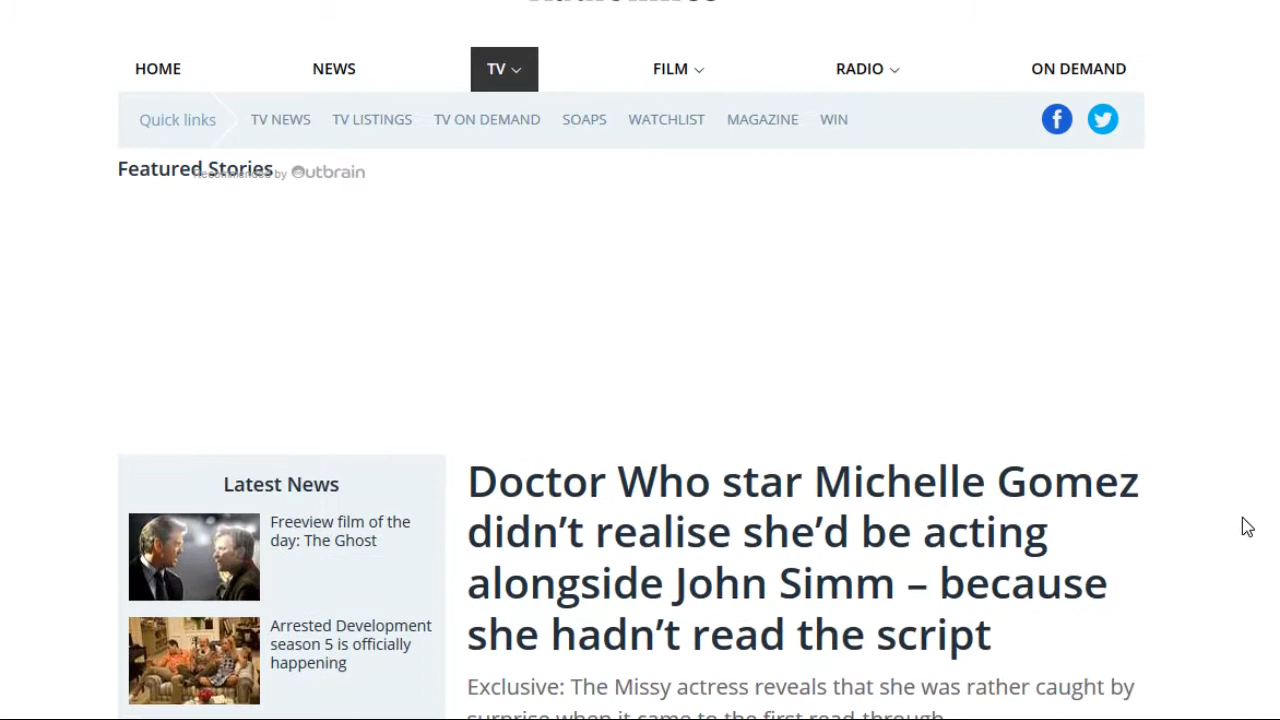 HOME NEWS TV FILM RADIO ON DEMAND
Quick links TV NEWS TV LISTINGS TV ON DEMAND SOAPS WATCHLIST MAGAZINE WIN
Featured Stories
Recommended by Outbrain
Latest News
Freeview film of the
day: The Ghost
Arrested Development
season 5 is officially
happening
Doctor Who star Michelle Gomez
didn’t realise she’d be acting
alongside John Simm – because
she hadn’t read the script
Exclusive: The Missy actress reveals that she was rather caught by
surprise when it came to the first read-through